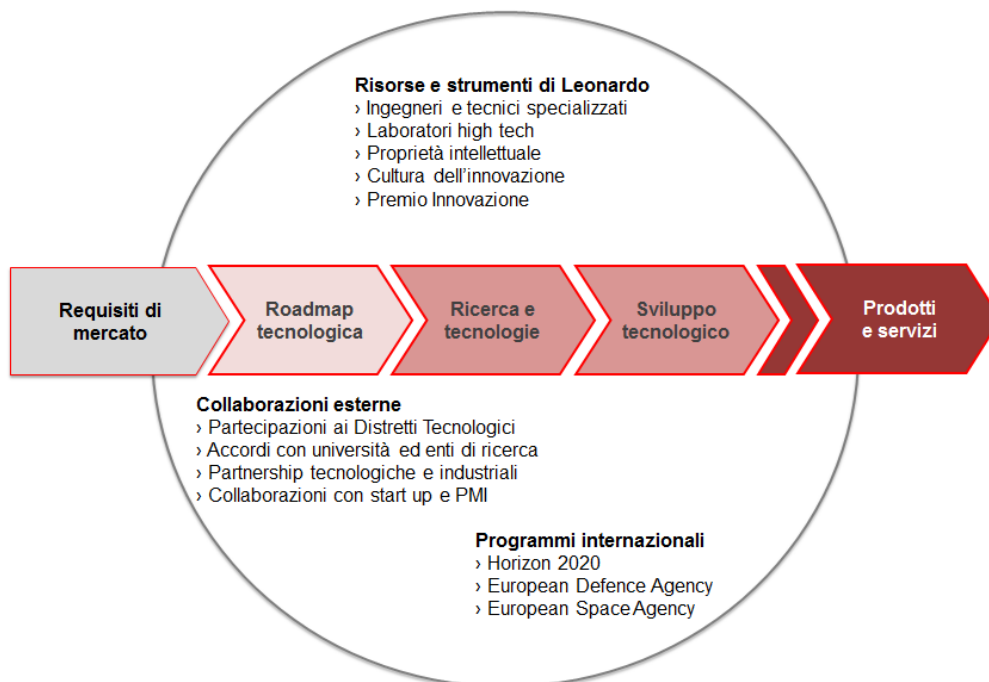 Risorse e strumenti di Leonardo
› Ingegneri e tecnici specializzati
› Laboratori high tech
› Proprietà intellettuale
› Cultura dell'innovazione
› Premio Innovazione
Requisiti di
mercato
Roadmap
tecnologica
Ricerca e
tecnologie
Sviluppo
tecnologico
Prodotti
e servizi
Collaborazioni esterne
› Partecipazioni ai Distretti Tecnologici
› Accordi con università ed enti di ricerca
› Partnership tecnologiche e industriali
› Collaborazioni con start up e PMI
Programmi internazionali
› Horizon 2020
› European Defence Agency
› European Space Agency